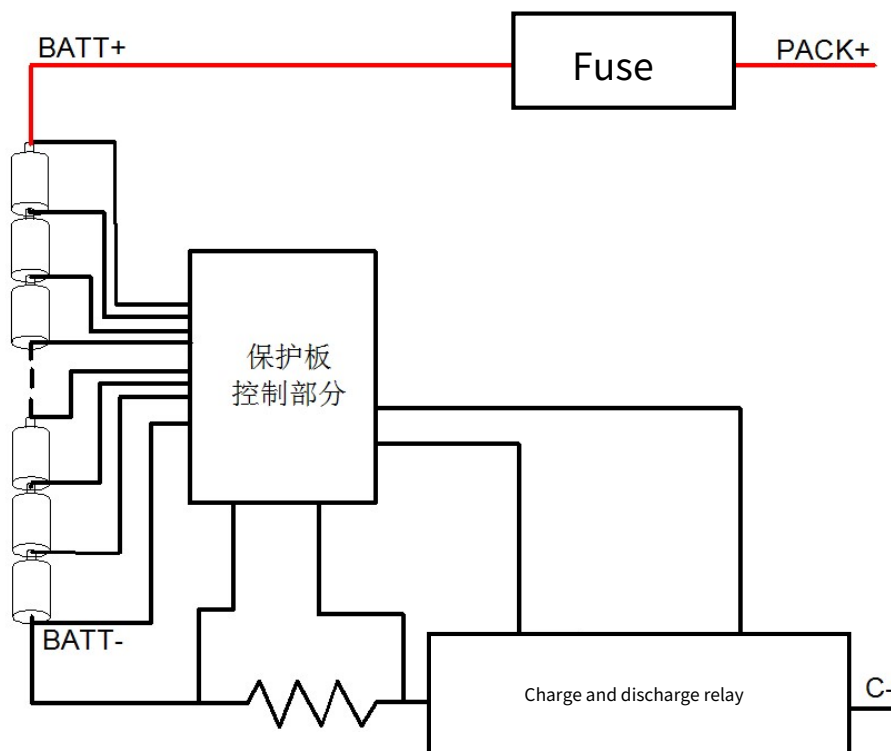 BATT+
Fuse
PACK+
保护板
控制部分
BATT-
Charge and discharge relay
C-